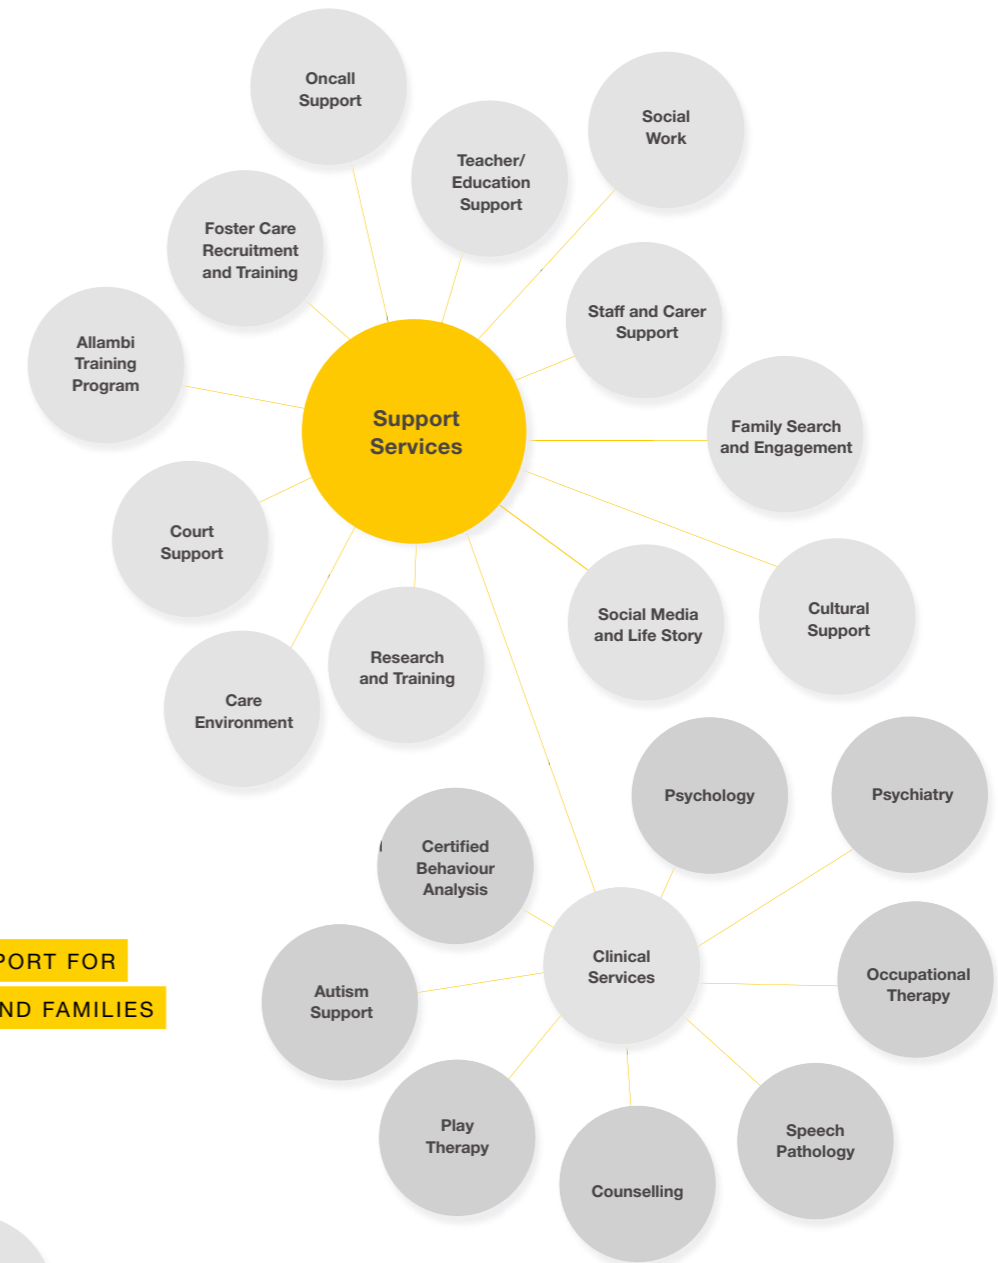 Oncall
Support
Social
Work
Teacher/
Education
Support
Foster Care
Recruitment
and Training
Staff and Carer
Support
Allambi
Training
Program
Support
Services
Family Search
and Engagement
Court
Support
Social Media
and Life Story
Cultural
Support
Research
and Training
Care
Environment
Psychology
Psychiatry
Certified
Behaviour
Analysis
Clinical
Services
Occupational
Therapy
Autism
Support
PORT FOR
ND FAMILIES
Play
Therapy
Speech
Pathology
Counselling